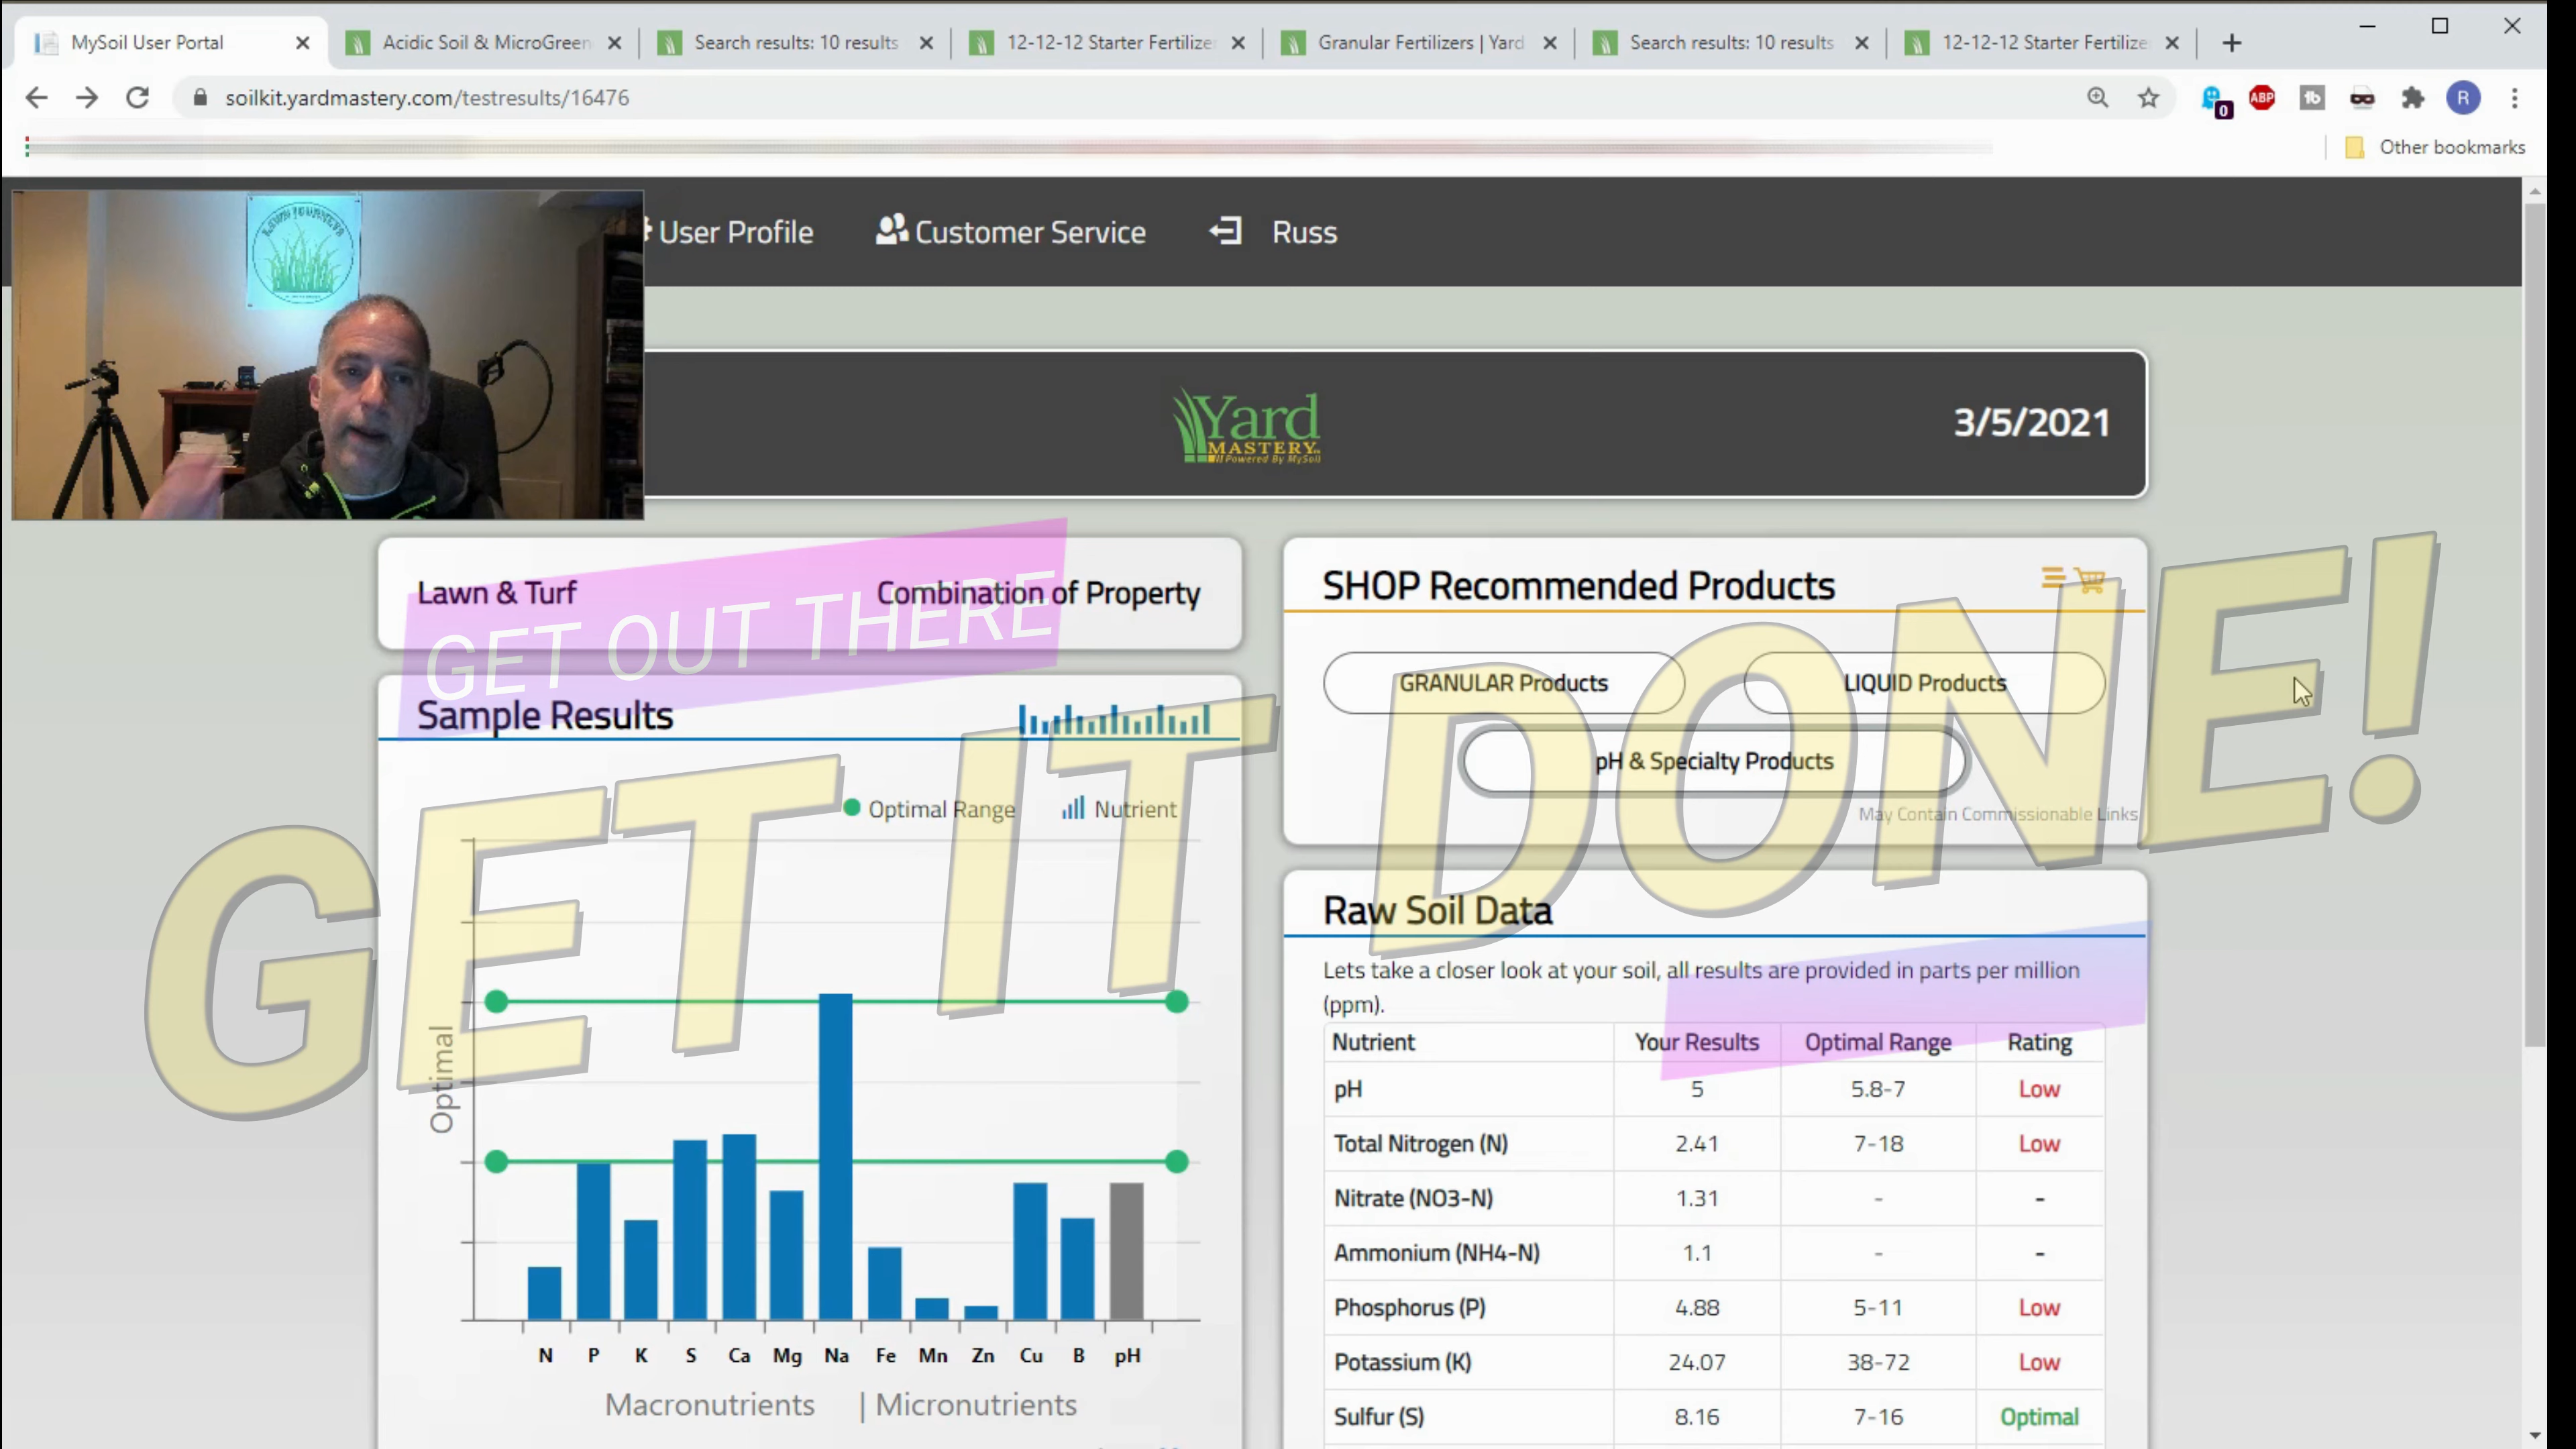 MySoil User Portal
Acidic Soil & MicroGreen
Search results: 10 results
12-12-12 Starter Fertilizer
Granular Fertilizers | Yard
Search results: 10 results
12-12-12 Starter Fertilize
soilkit.yardmastery.com/testresults/16476
0
ABP
R
Other bookmarks
User Profile
Customer Service
Russ
Yard
MASTERY
Powered By MySoil
3/5/2021
Lawn & Turf
Combination of Property
GET OUT THERE
GET IT DONE!
SHOP Recommended Products
GRANULAR Products
LIQUID Products
pH & Specialty Products
May Contain Commissionable Links
Sample Results
Optimal Range
Nutrient
Optimal
N P K S Ca Mg Na Fe Mn Zn Cu B pH
Macronutrients | Micronutrients
Raw Soil Data
Lets take a closer look at your soil, all results are provided in parts per million
(ppm).
Nutrient Your Results Optimal Range Rating
pH 5 5.8-7 Low
Total Nitrogen (N) 2.41 7-18 Low
Nitrate (NO3-N) 1.31 - -
Ammonium (NH4-N) 1.1 - -
Phosphorus (P) 4.88 5-11 Low
Potassium (K) 24.07 38-72 Low
Sulfur (S) 8.16 7-16 Optimal